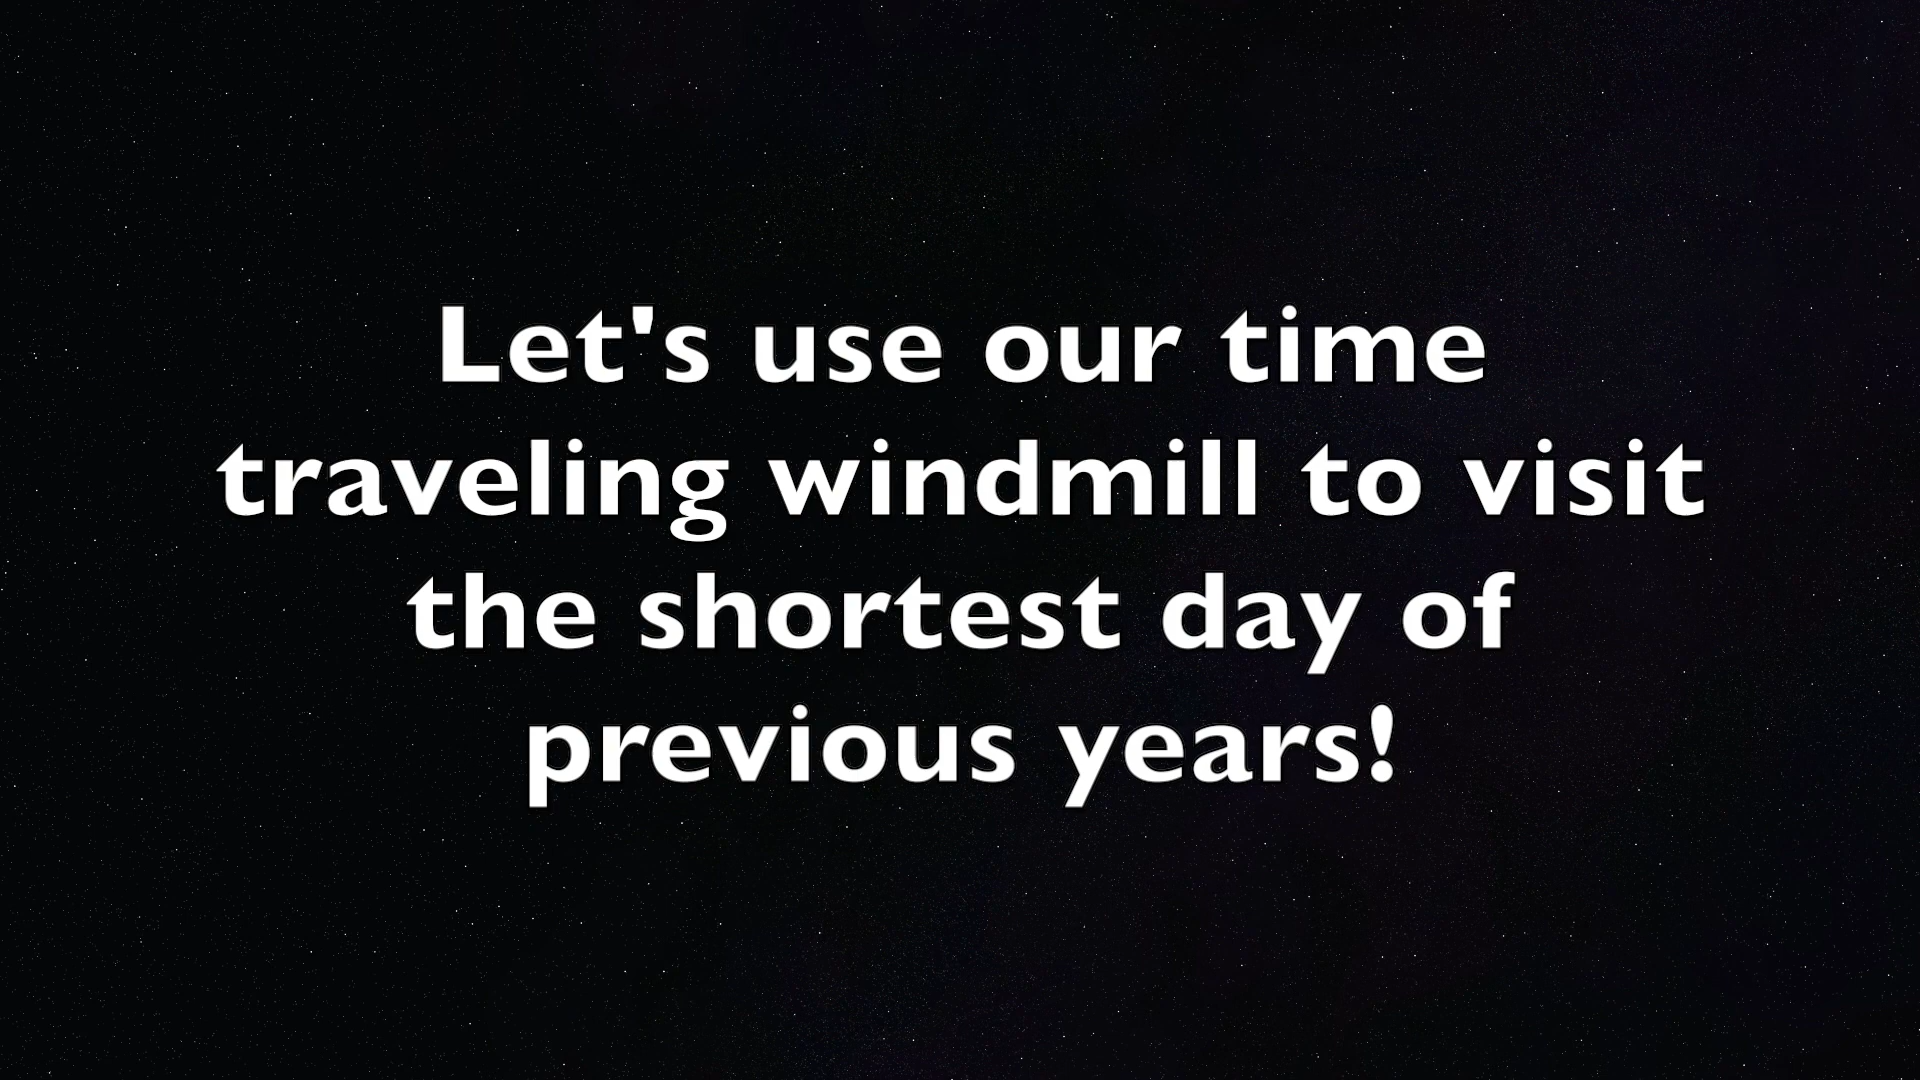 Let's use our time
traveling windmill to visit
the shortest day of
previous years!